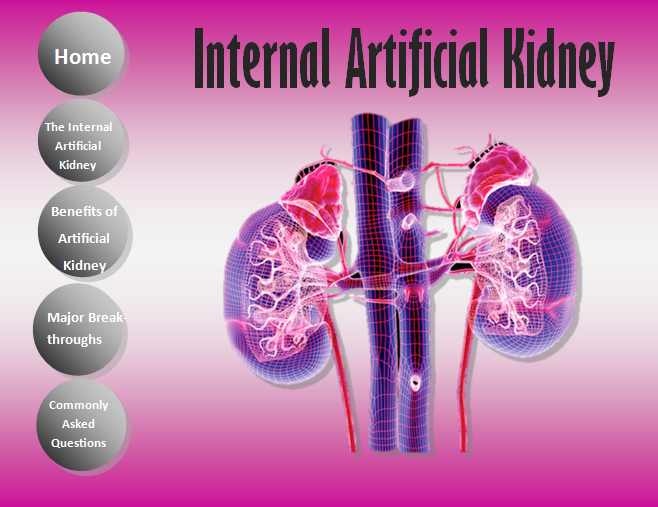 Internal Artificial Kidney
Home
The Internal
Artificial
Kidney
Benefits of
Artificial
Kidney
Major Break-
throughs
Commonly
Asked
Questions